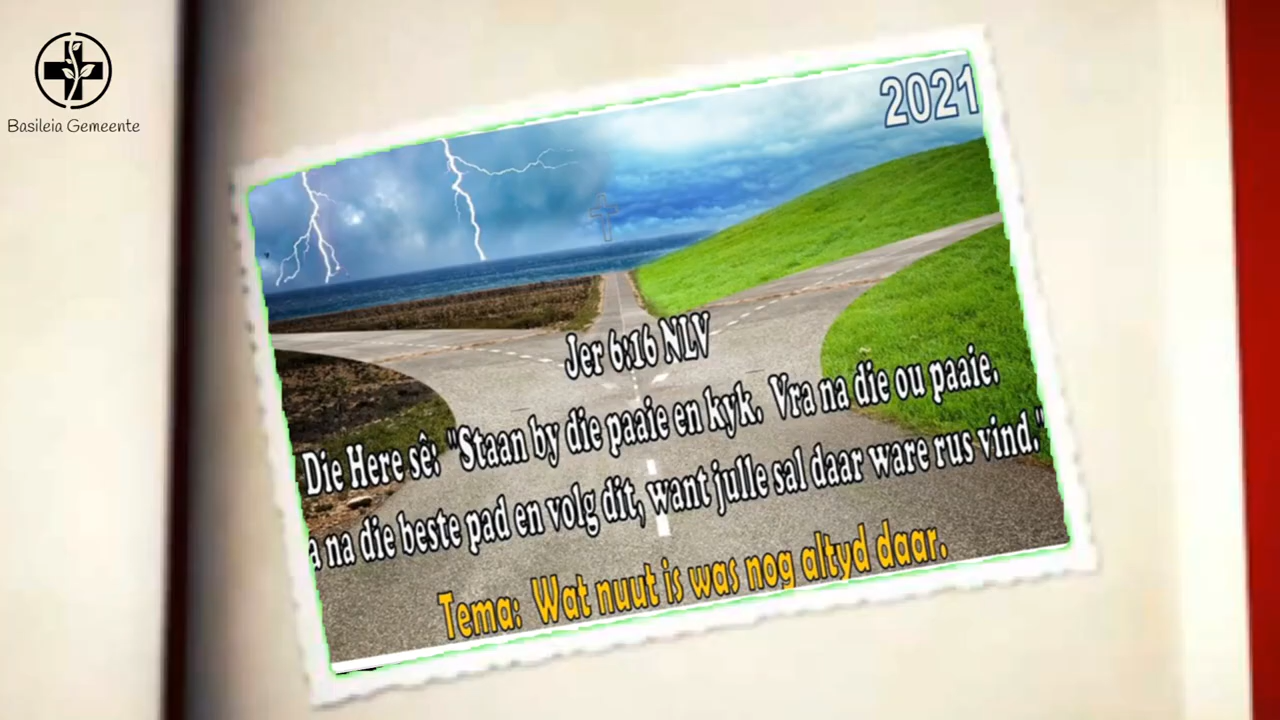 Basileia Gemeente
2021
Jer 6:16 NLV
Die Here sê: "Staan by die paaie en kyk. Vra na die ou paaie.
na die beste pad en volg dit, want julle sal daar ware rus vind."
Tema: Wat nuut is was nog altyd daar.